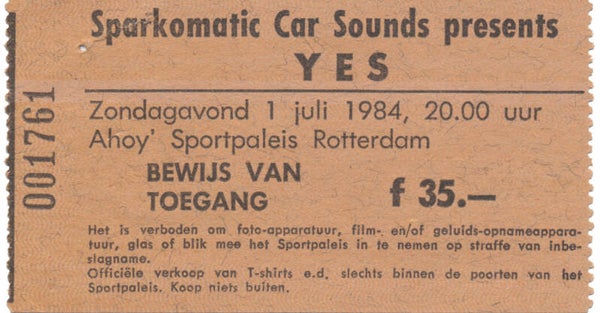 Sparkomatic Car Sounds presents
YES
Zondagavond 1 juli 1984, 20.00 uur
Ahoy' Sportpaleis Rotterdam
BEWIJS VAN
TOEGANG
f 35.—
Het is verboden om foto-apparatuur, film- en/of geluids-opnameappara-
tuur, glas of blik mee het Sportpaleis in te nemen op straffe van inbe-
slagname.
Officiële verkoop van T-shirts e.d. slechts binnen de poorten van het
Sportpaleis. Koop niets buiten.
001761